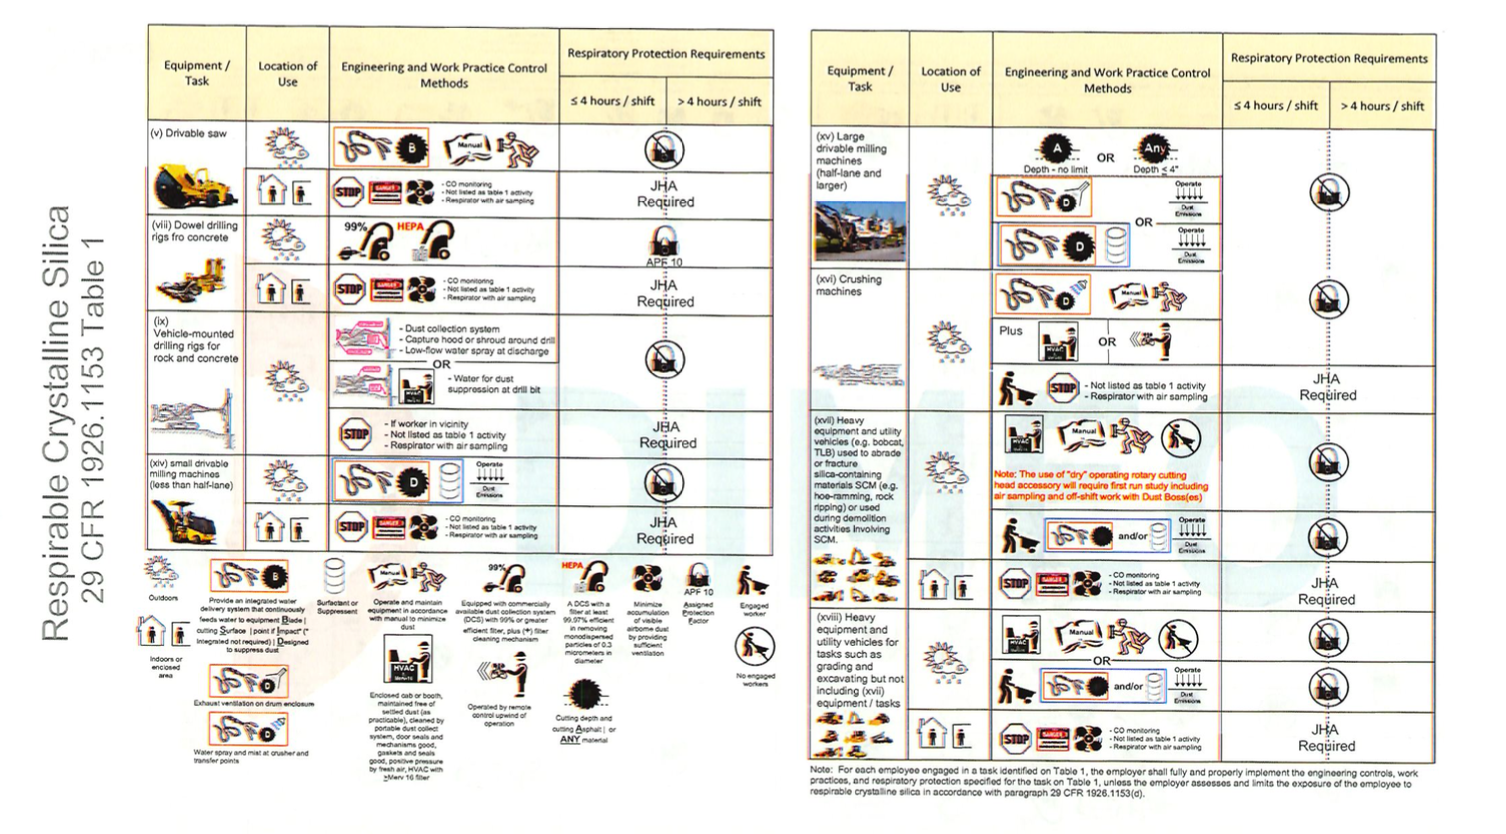 Respirable Crystalline Silica
29 CFR 1926.1153 Table 1
Equipment /
Task
Location of
Use
Engineering and Work Practice Control
Methods
Respiratory Protection Requirements
≤ 4 hours / shift
> 4 hours / shift
(v) Drivable saw
B
Manual
STOP
DANGER
- CO monitoring
- Not listed as table 1 activity
- Respirator with air sampling
JHA
Required
(viii) Dowel drilling
rigs fro concrete
99%
HEPA
APF 10
STOP
DANGER
- CO monitoring
- Not listed as table 1 activity
- Respirator with air sampling
JHA
Required
(ix)
Vehicle-mounted
drilling rigs for
rock and concrete
- Dust collection system
- Capture hood or shroud around drill
- Low-flow water spray at discharge
OR
HVAC
- Water for dust
suppression at drill bit
STOP
- If worker in vicinity
- Not listed as table 1 activity
- Respirator with air sampling
JHA
Required
(xiv) small drivable
milling machines
(less than half-lane)
D
Operate
Dust
Emissions
STOP
DANGER
- CO monitoring
- Not listed as table 1 activity
- Respirator with air sampling
JHA
Required
Outdoors
Indoors or
enclosed
area
B
Provide an integrated water
delivery system that continuously
feeds water to equipment Blade |
cutting Surface | point if Impact* (*
Integrated not required) | Designed
to suppress dust
D
Exhaust ventilation on drum enclosure
D
Water spray and mist at crusher and
transfer points
Surfactant or
Suppressent
Manual
Operate and maintain
equipment in accordance
with manual to minimize
dust
HVAC
Merv-16
Enclosed cab or booth,
maintained free of
settled dust (as
practicable), cleaned by
portable dust collect
system, door seals and
mechanisms good,
gaskets and seals
good, positive pressure
by fresh air, HVAC with
≥Merv 16 filter
99%
Equipped with commercially
available dust collection system
(DCS) with 99% or greater
efficient filter, plus (+) filter
cleaning mechanism
Operated by remote
control upwind of
operation
HEPA
A DCS with a
filter at least
99.97% efficient
in removing
monodispersed
particles of 0.3
micrometers in
diameter
Cutting depth and
cutting Asphalt | or
ANY material
Minimize
accumulation
of visible
airborne dust
by providing
sufficient
ventilation
APF 10
Assigned
Protection
Factor
Engaged
worker
No engaged
workers
Equipment /
Task
Location of
Use
Engineering and Work Practice Control
Methods
Respiratory Protection Requirements
≤ 4 hours / shift
> 4 hours / shift
(xv) Large
drivable milling
machines
(half-lane and
larger)
A
OR
Any
Depth - no limit
Depth ≤ 4"
D
Operate
Dust
Emissions
OR
D
Operate
Dust
Emissions
(xvi) Crushing
machines
D
Manual
Plus
HVAC
OR
STOP
- Not listed as table 1 activity
- Respirator with air sampling
JHA
Required
(xvii) Heavy
equipment and utility
vehicles (e.g. bobcat,
TLB) used to abrade
or fracture
silica-containing
materials SCM (e.g.
hoe-ramming, rock
ripping) or used
during demolition
activities Involving
SCM.
HVAC
Manual
Note: The use of "dry" operating rotary cutting
head accessory will require first run study including
air sampling and off-shift work with Dust Boss(es)
and/or
Operate
Dust
Emissions
STOP
DANGER
- CO monitoring
- Not listed as table 1 activity
- Respirator with air sampling
JHA
Required
(xviii) Heavy
equipment and
utility vehicles for
tasks such as
grading and
excavating but not
including (xvii)
equipment / tasks
HVAC
Manual
OR
D
and/or
Operate
Dust
Emissions
STOP
DANGER
- CO monitoring
- Not listed as table 1 activity
- Respirator with air sampling
JHA
Required
Note: For each employee engaged in a task identified on Table 1, the employer shall fully and properly implement the engineering controls, work
practices, and respiratory protection specified for the task on Table 1, unless the employer assesses and limits the exposure of the employee to
respirable crystalline silica in accordance with paragraph 29 CFR 1926.1153(d).